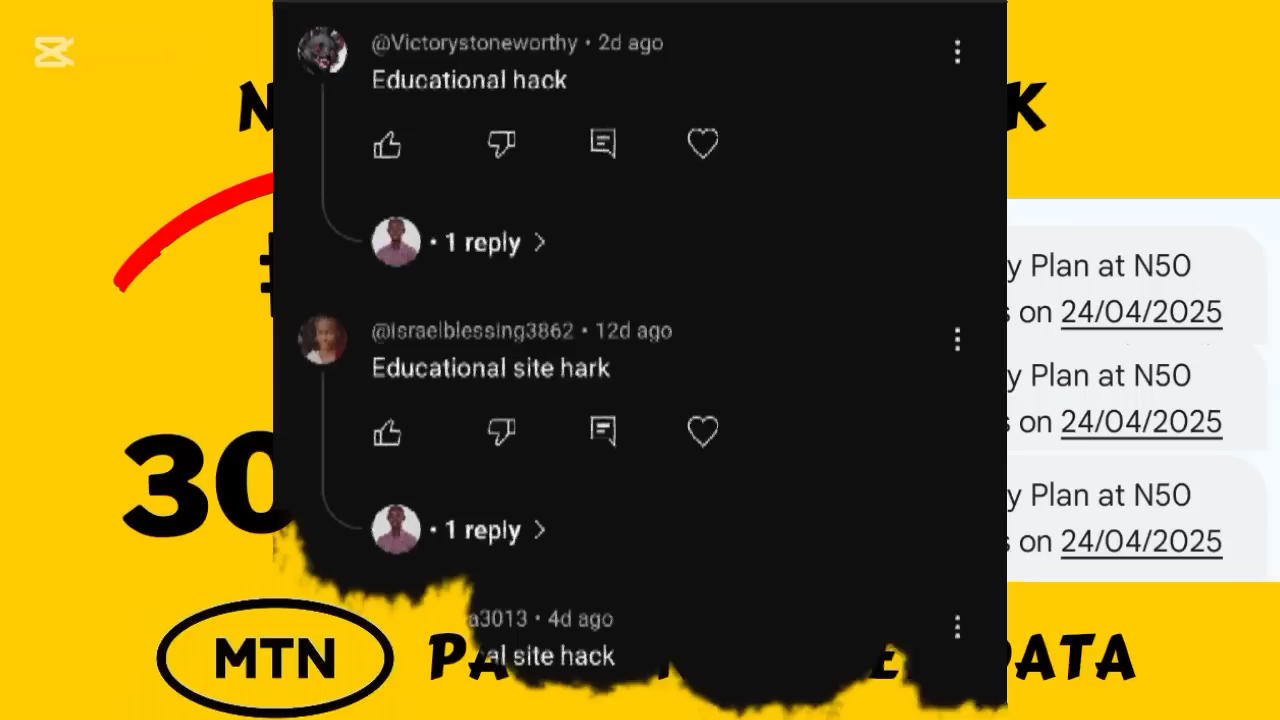 @Victorystoneworthy • 2d ago
Educational hack
• 1 reply >
@israelblessing3862 • 12d ago
Educational site hark
• 1 reply >
a3013 • 4d ago
al site hack
N
K
y Plan at N50
s on 24/04/2025
y Plan at N50
s on 24/04/2025
y Plan at N50
s on 24/04/2025
30
MTN
PA
DATA